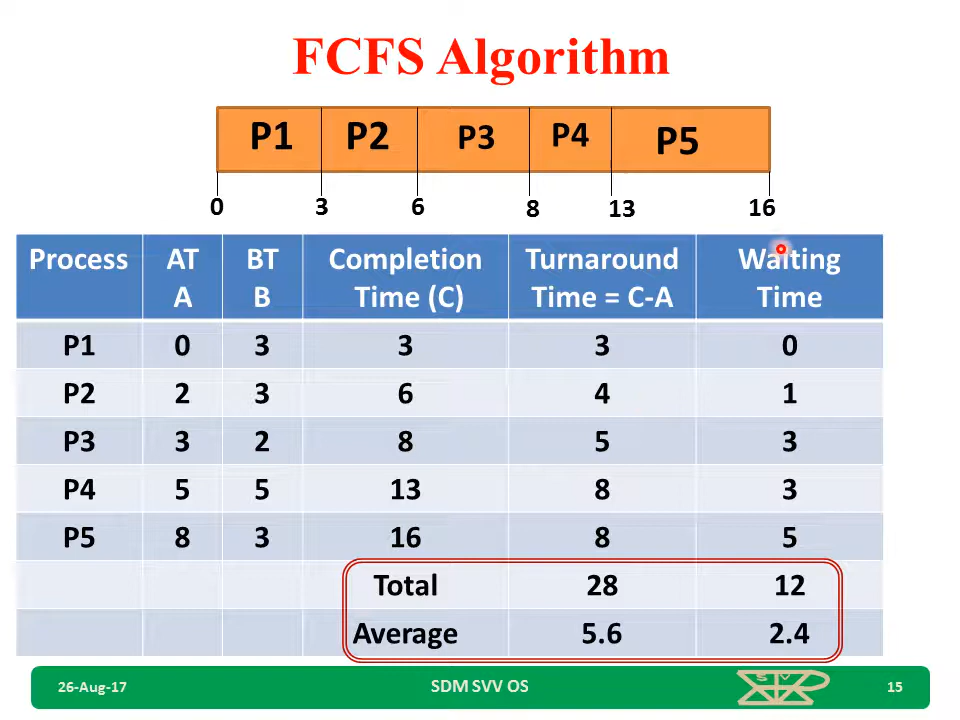 FCFS Algorithm
P1 P2 P3 P4 P5
0 3 6 8 13 16
Process AT A BT B Completion Time (C) Turnaround Time = C-A Waiting Time
P1 0 3 3 3 0
P2 2 3 6 4 1
P3 3 2 8 5 3
P4 5 5 13 8 3
P5 8 3 16 8 5
Total 28 12
Average 5.6 2.4
26-Aug-17 SDM SVV OS S V V 15